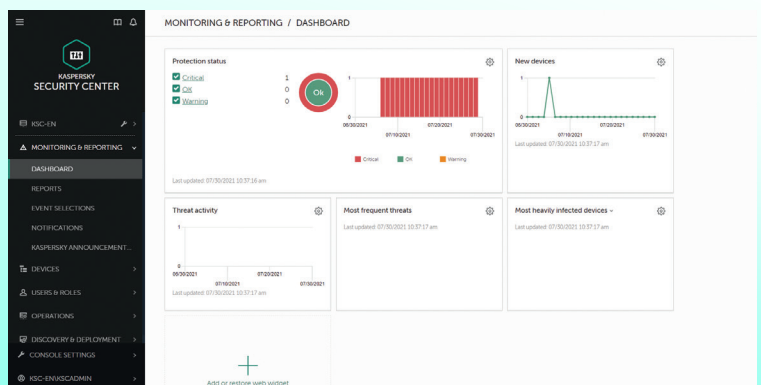 MONITORING & REPORTING / DASHBOARD
KASPERSKY
SECURITY CENTER
KSC-EN
MONITORING & REPORTING
DASHBOARD
REPORTS
EVENT SELECTIONS
NOTIFICATIONS
KASPERSKY ANNOUNCEMENT...
DEVICES
USERS & ROLES
OPERATIONS
DISCOVERY & DEPLOYMENT
CONSOLE SETTINGS
KSC-EN\KSCADMIN
Protection status
Critical 1
OK 0
Warning 0
Ok
1
0
06/30/2021 07/20/2021
07/10/2021 07/30/2021
Critical OK Warning
Last updated: 07/30/2021 10:37:16 am
New devices
1
0
06/30/2021 07/20/2021
07/10/2021 07/30/2021
Last updated: 07/30/2021 10:37:17 am
Threat activity
1
0
06/30/2021 07/20/2021
07/10/2021 07/30/2021
Last updated: 07/30/2021 10:37:17 am
Most frequent threats
Last updated: 07/30/2021 10:37:17 am
Most heavily infected devices
Last updated: 07/30/2021 10:37:17 am
Add or restore web widget